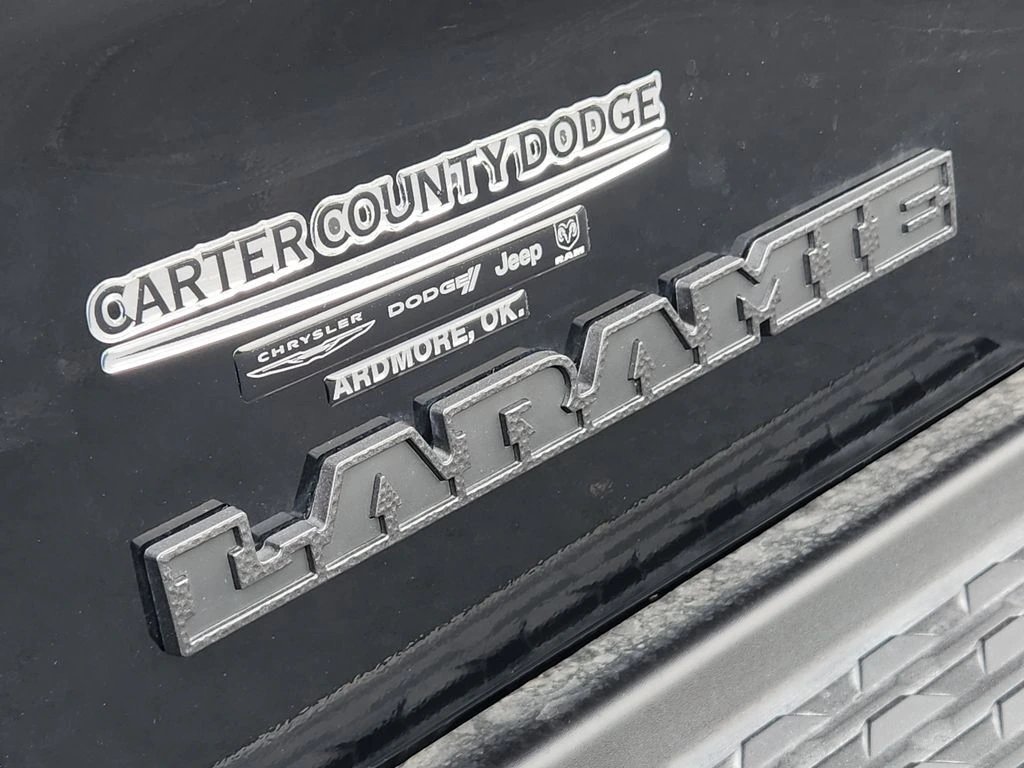 CARTER COUNTY DODGE
CHRYSLER DODGE Jeep RAM
ARDMORE, OK.
LARAMIE